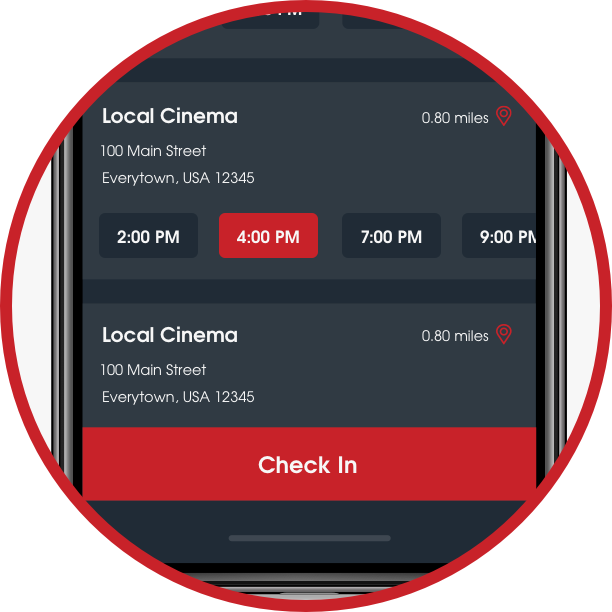 Local Cinema
0.80 miles
100 Main Street
Everytown, USA 12345
2:00 PM
4:00 PM
7:00 PM
9:00 PM
Local Cinema
0.80 miles
100 Main Street
Everytown, USA 12345
Check In